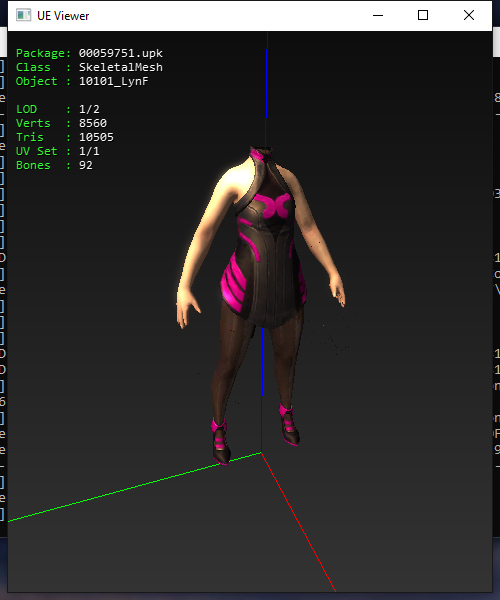 UE Viewer
Package: 00059751.upk
Class : SkeletalMesh
Object : 10101_LynF
LOD : 1/2
Verts : 8560
Tris : 10505
UV Set : 1/1
Bones : 92